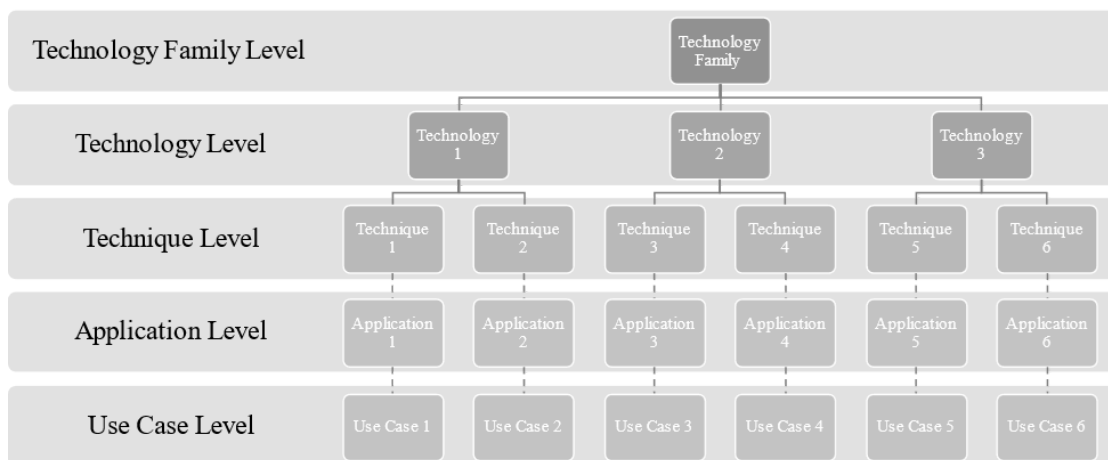 Technology Family Level
Technology
Family
Technology Level
Technology
1
Technology
2
Technology
3
Technique Level
Technique
1
Technique
2
Technique
3
Technique
4
Technique
5
Technique
6
Application Level
Application
1
Application
2
Application
3
Application
4
Application
5
Application
6
Use Case Level
Use Case 1
Use Case 2
Use Case 3
Use Case 4
Use Case 5
Use Case 6